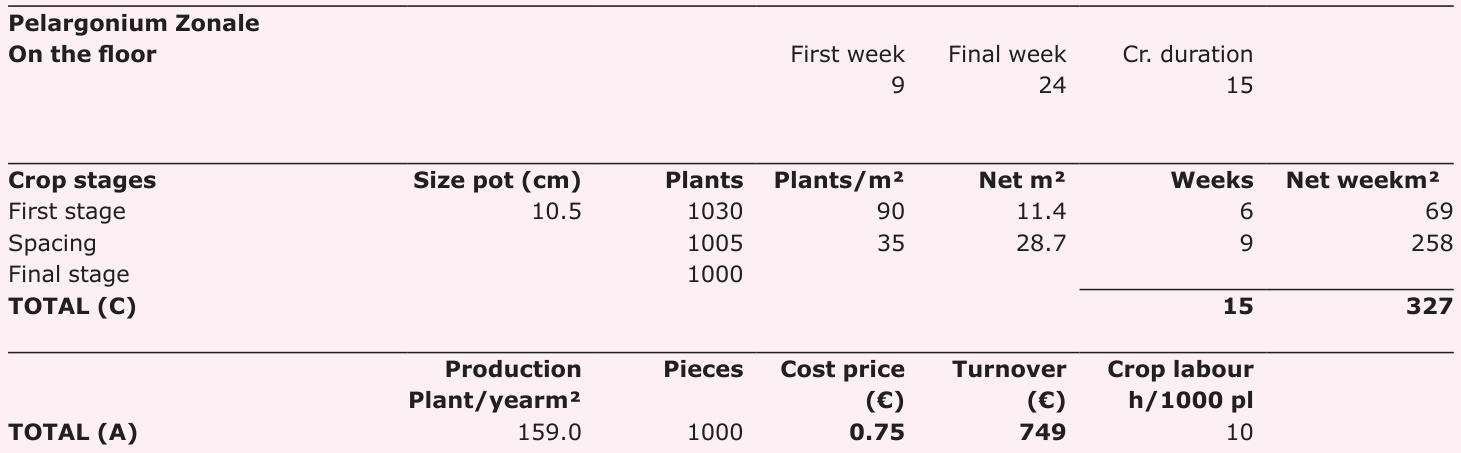 Pelargonium Zonale
On the floor First week Final week Cr. duration
9 24 15
Crop stages Size pot (cm) Plants Plants/m² Net m² Weeks Net weekm²
First stage 10.5 1030 90 11.4 6 69
Spacing 1005 35 28.7 9 258
Final stage 1000
TOTAL (C) 15 327
Production Pieces Cost price Turnover Crop labour
Plant/yearm² (€) (€) h/1000 pl
TOTAL (A) 159.0 1000 0.75 749 10